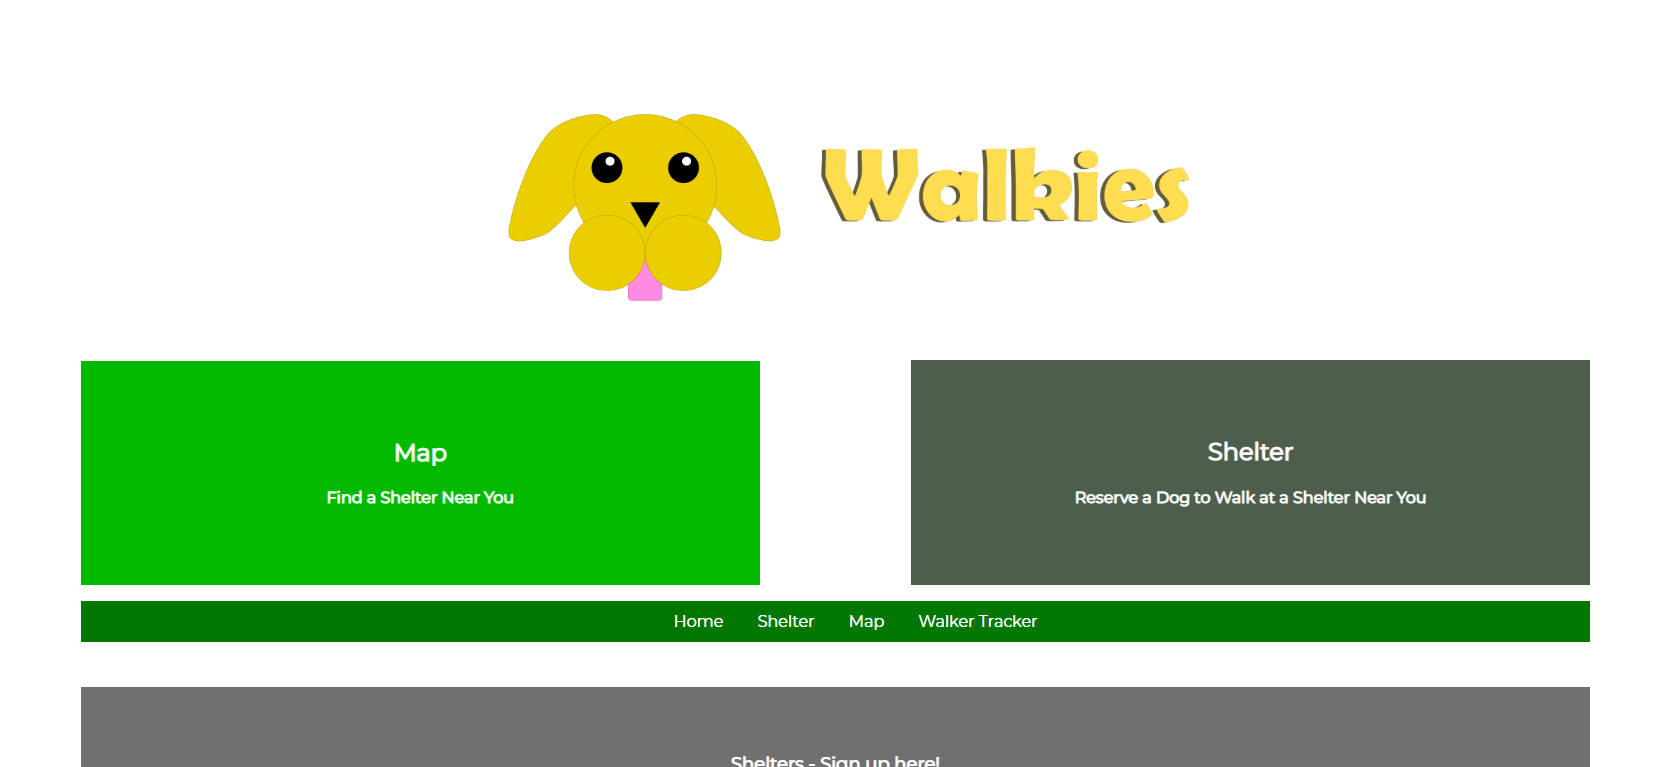 Walkies
Map
Find a Shelter Near You
Shelter
Reserve a Dog to Walk at a Shelter Near You
Home Shelter Map Walker Tracker
Shelters - Sign up here!